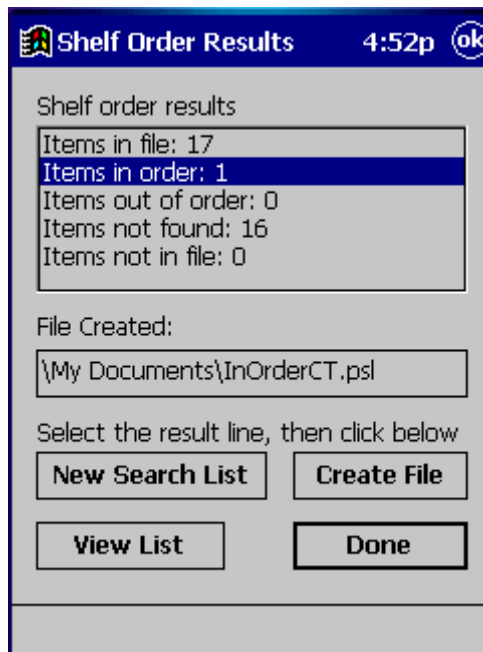 Shelf Order Results 4:52p ok
Shelf order results
Items in file: 17
Items in order: 1
Items out of order: 0
Items not found: 16
Items not in file: 0
File Created:
\My Documents\InOrderCT.psl
Select the result line, then click below
New Search List Create File
View List Done